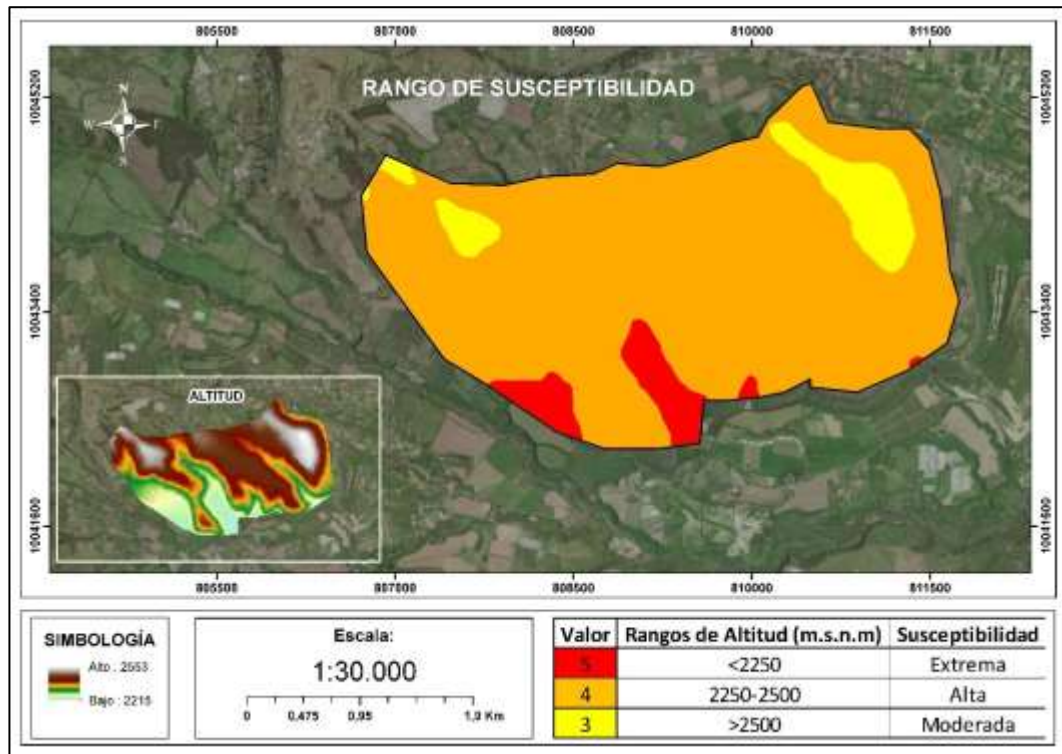 805500 807000 808500 810000 811500
RANGO DE SUSCEPTIBILIDAD
N
W E
S
10045200 10045200
10043400 10043400
10041600 10041600
ALTITUD
805500 807000 808500 810000 811500
SIMBOLOGÍA
Alto : 2553
Bajo : 2215
Escala:
1:30.000
0 0,475 0,95 1,9 Km
Valor Rangos de Altitud (m.s.n.m) Susceptibilidad
5 <2250 Extrema
4 2250-2500 Alta
3 >2500 Moderada